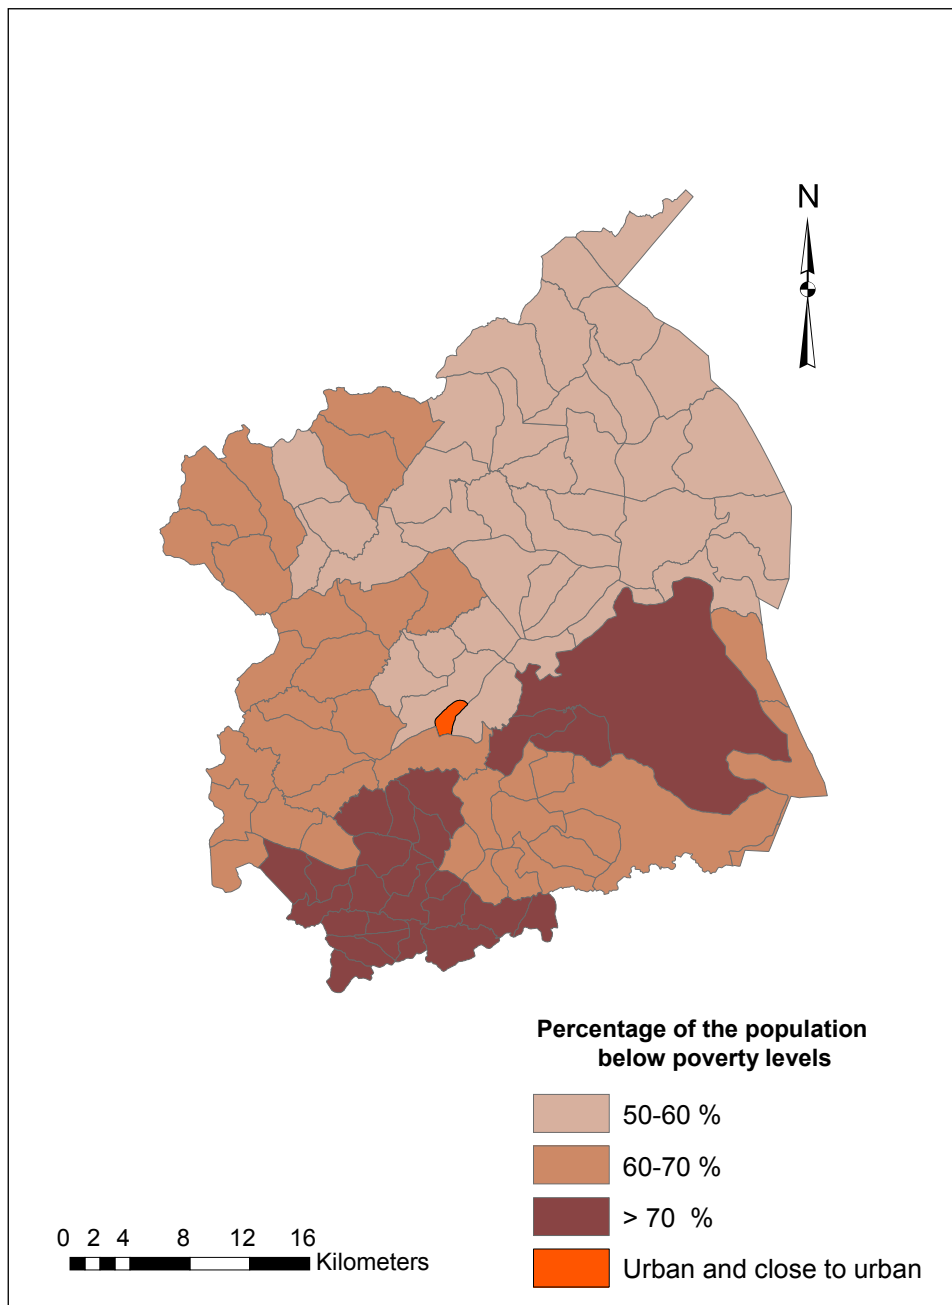 N
Percentage of the population
below poverty levels
50-60 %
60-70 %
> 70 %
Urban and close to urban
0 2 4 8 12 16
Kilometers